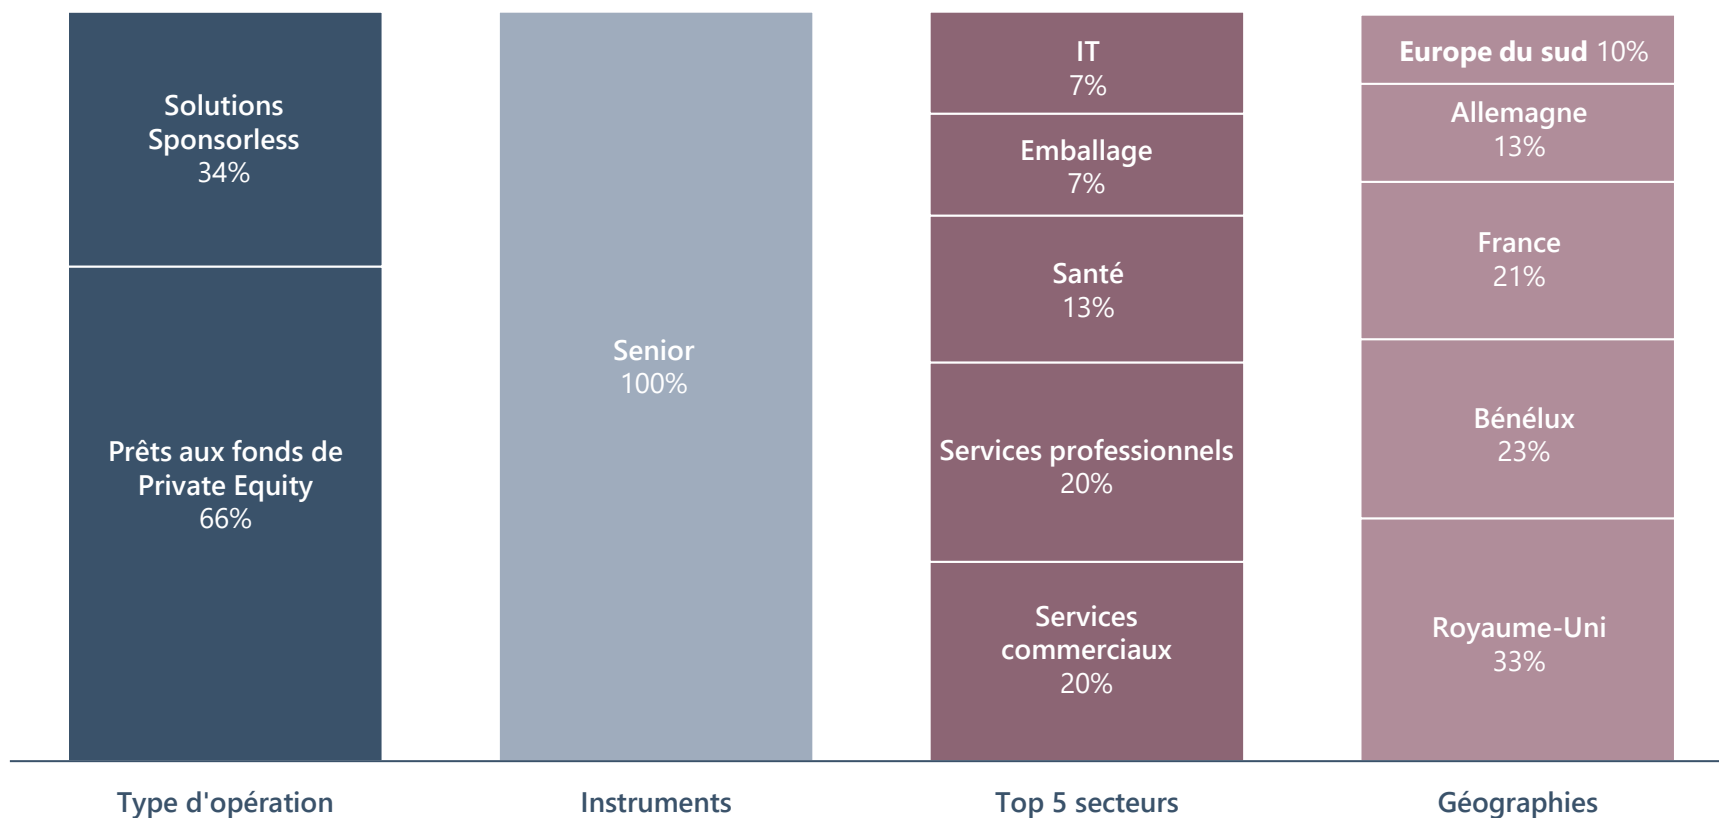 Solutions
Sponsorless
34%
Prêts aux fonds de
Private Equity
66%
Type d'opération
Senior
100%
Instruments
IT
7%
Emballage
7%
Santé
13%
Services professionnels
20%
Services
commerciaux
20%
Top 5 secteurs
Europe du sud 10%
Allemagne
13%
France
21%
Bénélux
23%
Royaume-Uni
33%
Géographies